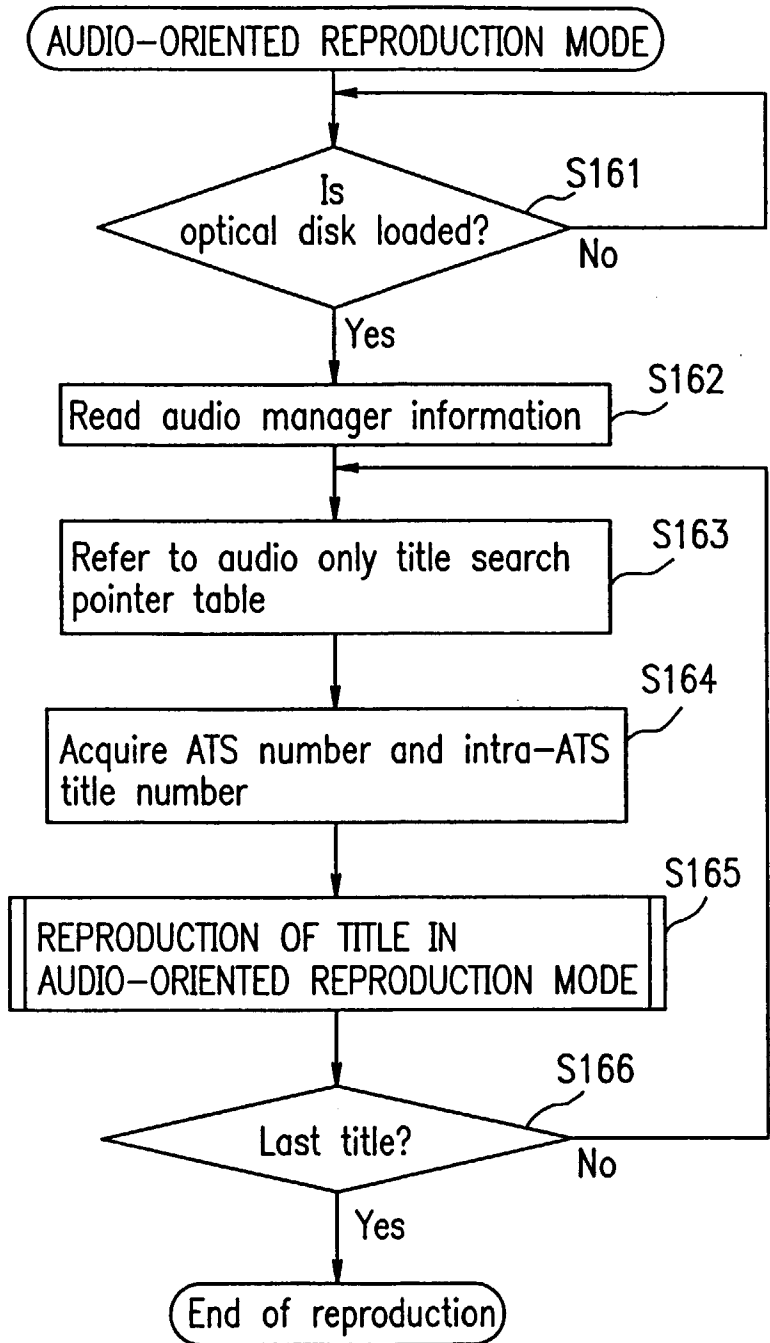 AUDIO-ORIENTED REPRODUCTION MODE
S161
Is
optical disk loaded?
No
Yes
S162
Read audio manager information
S163
Refer to audio only title search
pointer table
S164
Acquire ATS number and intra-ATS
title number
S165
REPRODUCTION OF TITLE IN
AUDIO-ORIENTED REPRODUCTION MODE
S166
Last title?
No
Yes
End of reproduction